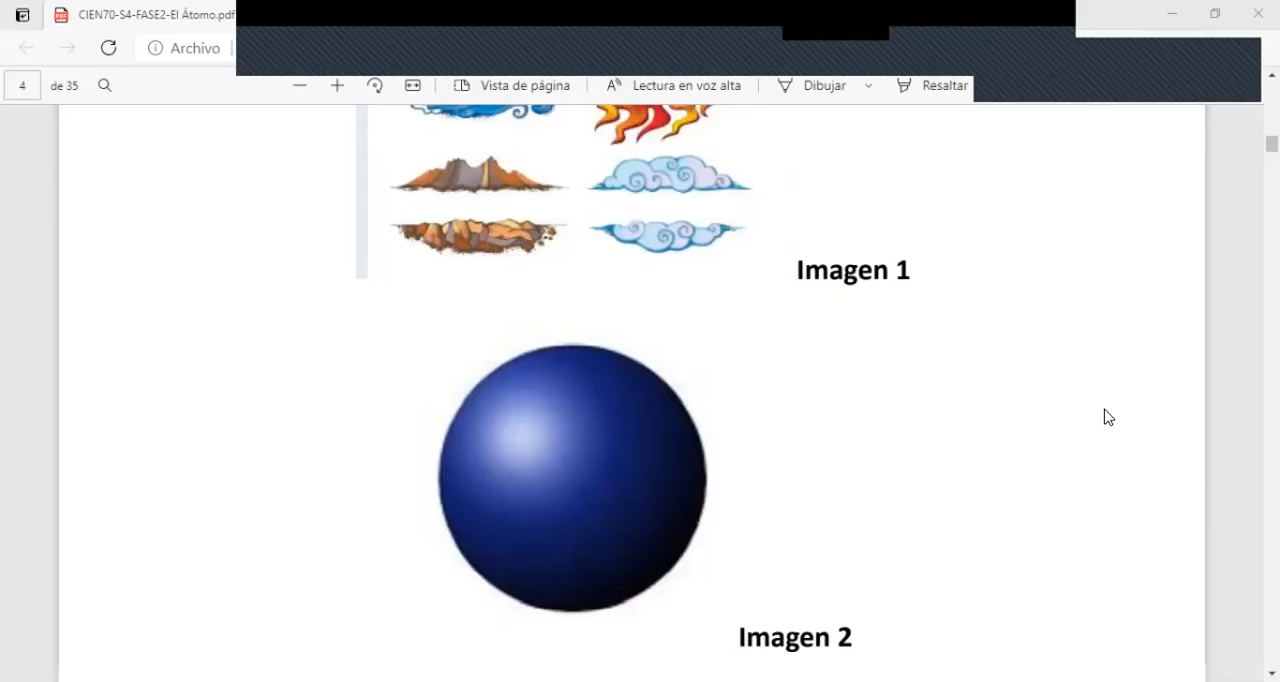 CIEN70-S4-FASE2-El Átomo.pdf
Archivo
4 de 35
Vista de página
Lectura en voz alta
Dibujar
Resaltar
Imagen 1
Imagen 2